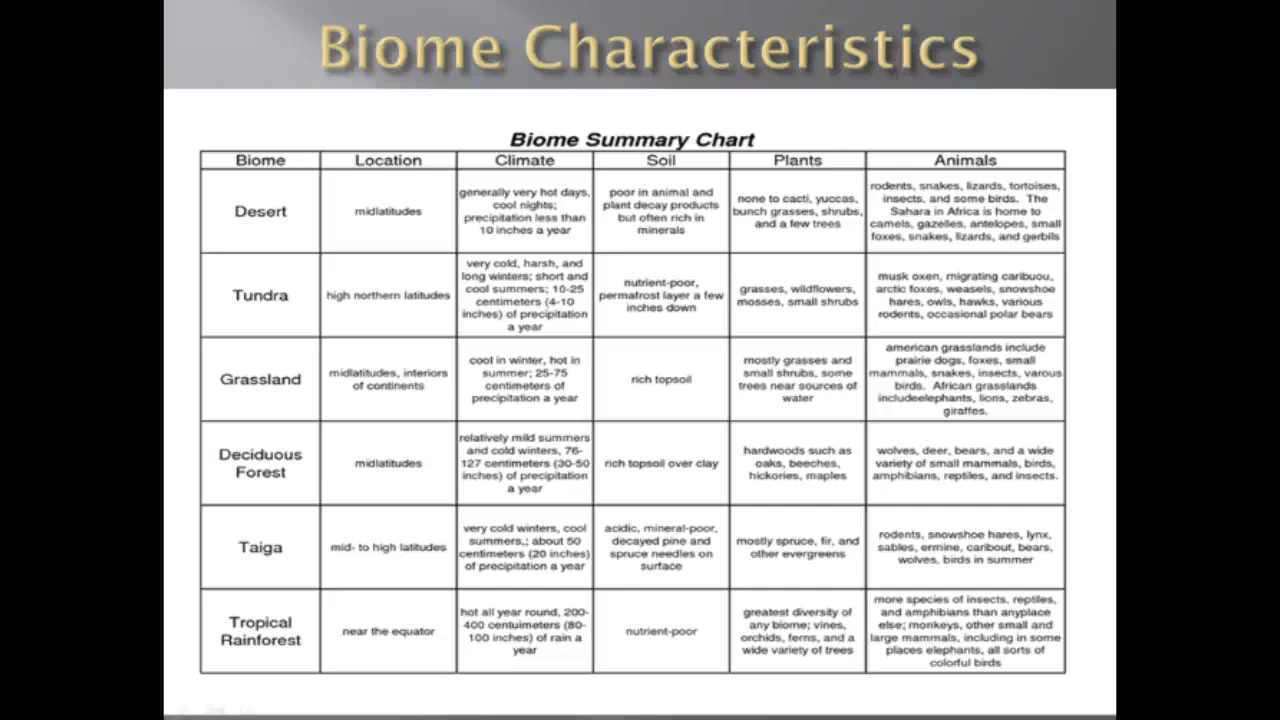 Biome Characteristics
Biome Summary Chart
Biome Location Climate Soil Plants Animals
Desert
midlatitudes
generally very hot days,
cool nights;
precipitation less than
10 inches a year
poor in animal and
plant decay products
but often rich in
minerals
none to cacti, yuccas,
bunch grasses, shrubs,
and a few trees
rodents, snakes, lizards, tortoises,
insects, and some birds. The
Sahara in Africa is home to
camels, gazelles, antelopes, small
foxes, snakes, lizards, and gerbils
Tundra
high northern latitudes
very cold, harsh, and
long winters; short and
cool summers; 10-25
centimeters (4-10
inches) of precipitation
a year
nutrient-poor,
permafrost layer a few
inches down
grasses, wildflowers,
mosses, small shrubs
musk oxen, migrating caribuou,
arctic foxes, weasels, snowshoe
hares, owls, hawks, various
rodents, occasional polar bears
Grassland
midlatitudes, interiors
of continents
cool in winter, hot in
summer; 25-75
centimeters of
precipitation a year
rich topsoil
mostly grasses and
small shrubs, some
trees near sources of
water
american grasslands include
prairie dogs, foxes, small
mammals, snakes, insects, varous
birds. African grasslands
includeelephants, lions, zebras,
giraffes.
Deciduous
Forest
midlatitudes
relatively mild summers
and cold winters, 76-
127 centimeters (30-50
inches) of precipitation
a year
rich topsoil over clay
hardwoods such as
oaks, beeches,
hickories, maples
wolves, deer, bears, and a wide
variety of small mammals, birds,
amphibians, reptiles, and insects.
Taiga
mid- to high latitudes
very cold winters, cool
summers,; about 50
centimeters (20 inches)
of precipitation a year
acidic, mineral-poor,
decayed pine and
spruce needles on
surface
mostly spruce, fir, and
other evergreens
rodents, snowshoe hares, lynx,
sables, ermine, caribout, bears,
wolves, birds in summer
Tropical
Rainforest
near the equator
hot all year round, 200-
400 centuimeters (80-
100 inches) of rain a
year
nutrient-poor
greatest diversity of
any biome; vines,
orchids, ferns, and a
wide variety of trees
more species of insects, reptiles,
and amphibians than anyplace
else; monkeys, other small and
large mammals, including in some
places elephants, all sorts of
colorful birds